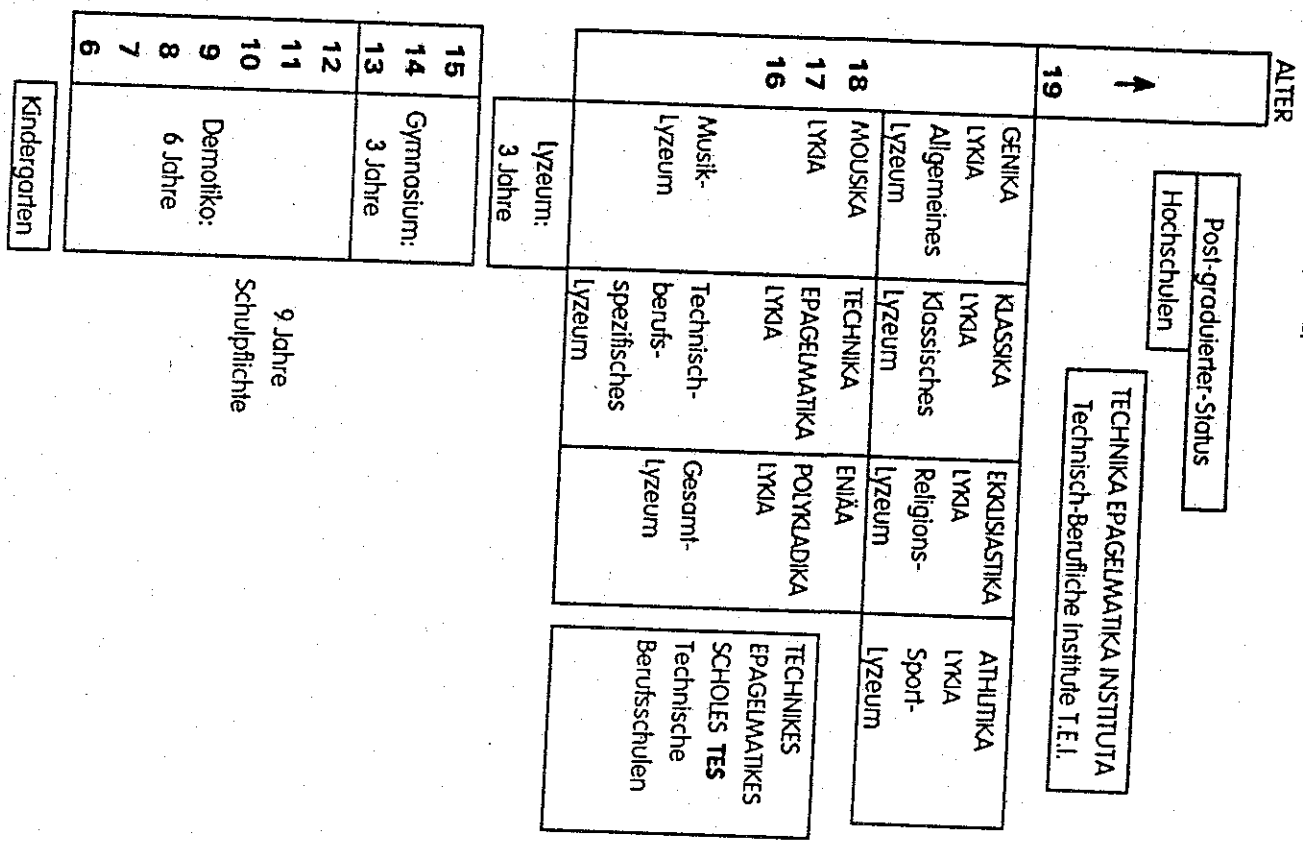 ALTER
Post-graduierter-Status
Hochschulen
19
TECHNIKA EPAGELMATIKA INSTITUTA
Technisch-Berufliche Institute T.E.I.
GENIKA
LYKIA
Allgemeines
Lyzeum
KLASSIKA
LYKIA
Klassisches
Lyzeum
EKKLISIASTIKA
LYKIA
Religions-
Lyzeum
ATHLITIKA
LYKIA
Sport-
Lyzeum
18
17
16
MOUSIKA
LYKIA
Musik-
Lyzeum
TECHNIKA
EPAGELMATIKA
LYKIA
Technisch-
berufs-
spezifisches
Lyzeum
ENIÄA
POLYKLADIKA
LYKIA
Gesamt-
Lyzeum
TECHNIKES
EPAGELMATIKES
SCHOLES TES
Technische
Berufsschulen
Lyzeum:
3 Jahre
15
14
13
Gymnasium:
3 Jahre
12
11
10
9
8
7
6
Demotiko:
6 Jahre
9 Jahre
Schulpflichte
Kindergarten